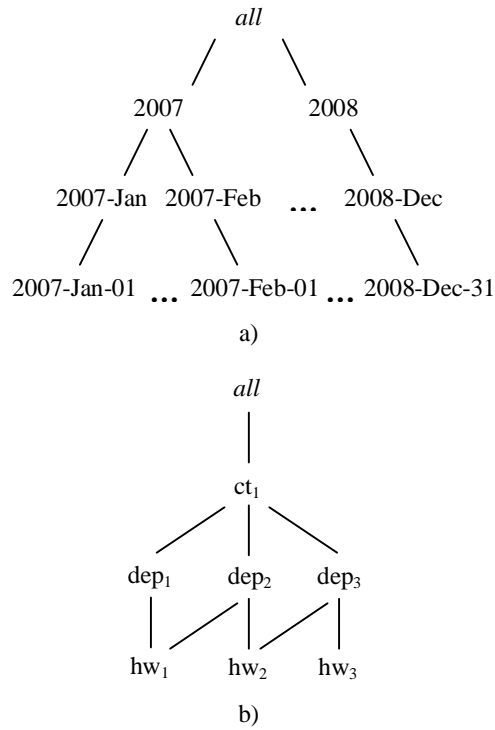 all
2007 2008
2007-Jan 2007-Feb ... 2008-Dec
2007-Jan-01 ... 2007-Feb-01 ... 2008-Dec-31
a)
all
ct₁
dep₁ dep₂ dep₃
hw₁ hw₂ hw₃
b)